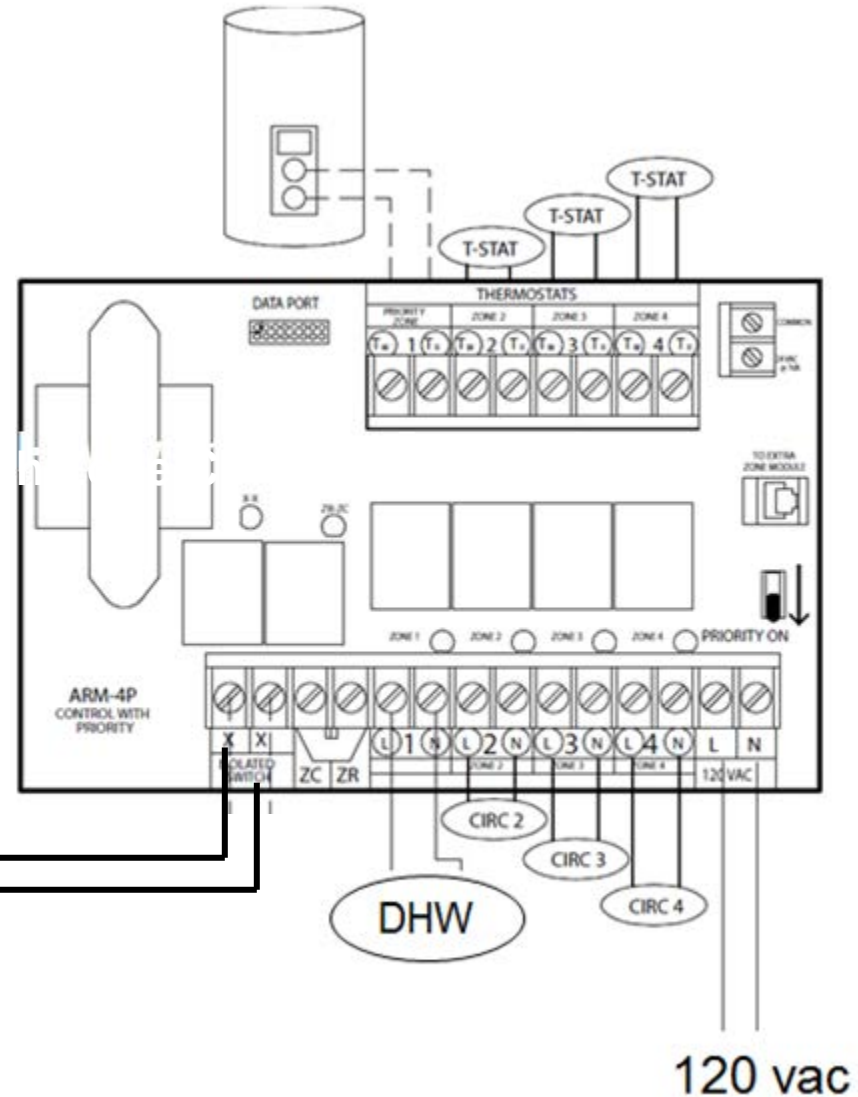 T-STAT
T-STAT
T-STAT
DATA PORT
THERMOSTATS
PRIORITY ZONE
ZONE 2
ZONE 3
ZONE 4
1
2
3
4
COMMON
TO EXTRA
ZONE MODULE
X-X
ZR-ZC
ZONE 1
ZONE 2
ZONE 3
ZONE 4
PRIORITY ON
ARM-4P
CONTROL WITH
PRIORITY
X X
ISOLATED
SWITCH
ZC ZR
L 1 N
L 2 N
L 3 N
L 4 N
L N
ZONE 2
ZONE 3
ZONE 4
120 VAC
CIRC 2
CIRC 3
CIRC 4
DHW
120 vac